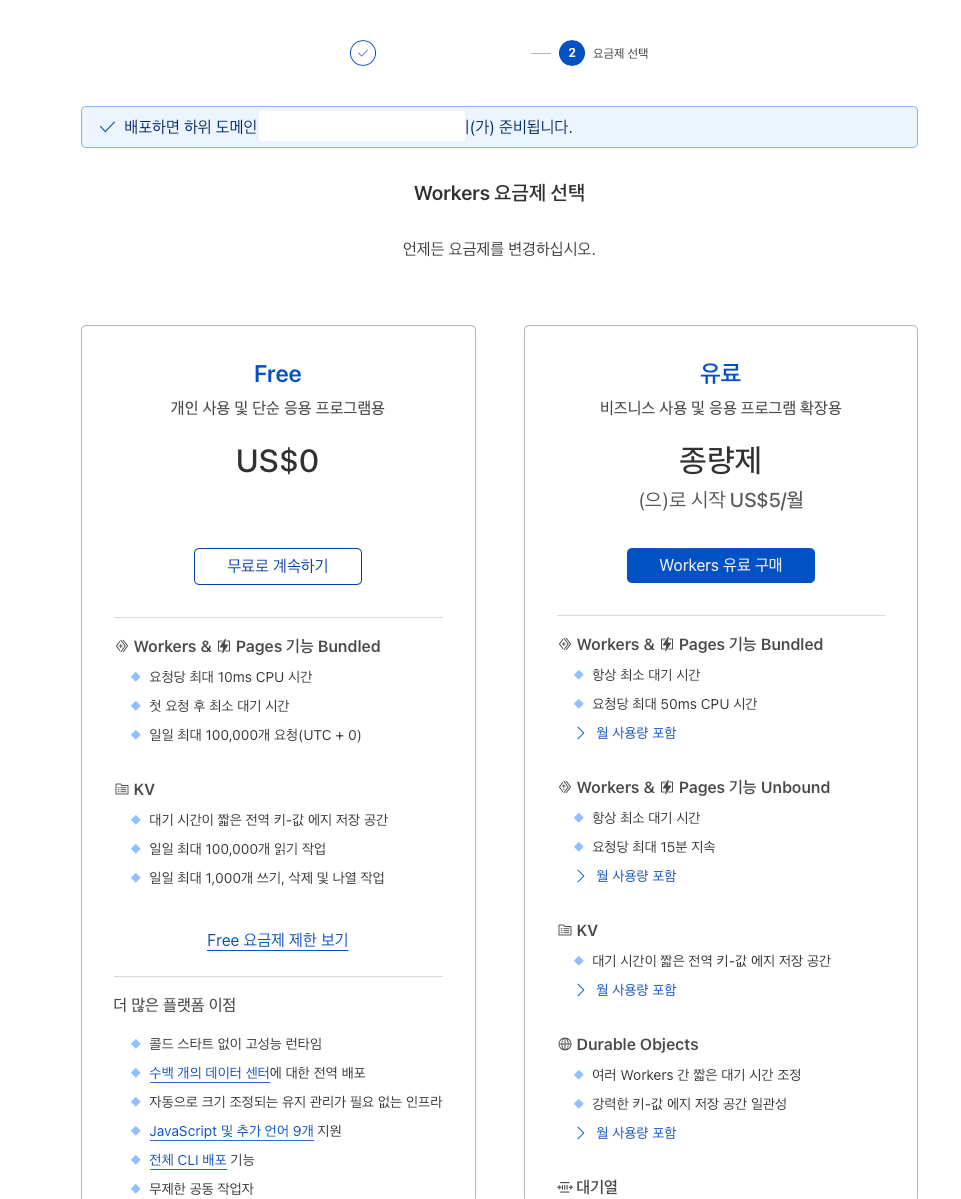 2 요금제 선택
배포하면 하위 도메인 (가) 준비됩니다.
Workers 요금제 선택
언제든 요금제를 변경하십시오.
Free
개인 사용 및 단순 응용 프로그램용
US$0
무료로 계속하기
Workers & Pages 기능 Bundled
요청당 최대 10ms CPU 시간
첫 요청 후 최소 대기 시간
일일 최대 100,000개 요청(UTC + 0)
KV
대기 시간이 짧은 전역 키-값 에지 저장 공간
일일 최대 100,000개 읽기 작업
일일 최대 1,000개 쓰기, 삭제 및 나열 작업
Free 요금제 제한 보기
더 많은 플랫폼 이점
콜드 스타트 없이 고성능 런타임
수백 개의 데이터 센터에 대한 전역 배포
자동으로 크기 조정되는 유지 관리가 필요 없는 인프라
JavaScript 및 추가 언어 9개 지원
전체 CLI 배포 기능
무제한 공동 작업자
유료
비즈니스 사용 및 응용 프로그램 확장용
종량제
(으)로 시작 US$5/월
Workers 유료 구매
Workers & Pages 기능 Bundled
항상 최소 대기 시간
요청당 최대 50ms CPU 시간
월 사용량 포함
Workers & Pages 기능 Unbound
항상 최소 대기 시간
요청당 최대 15분 지속
월 사용량 포함
KV
대기 시간이 짧은 전역 키-값 에지 저장 공간
월 사용량 포함
Durable Objects
여러 Workers 간 짧은 대기 시간 조정
강력한 키-값 에지 저장 공간 일관성
월 사용량 포함
대기열